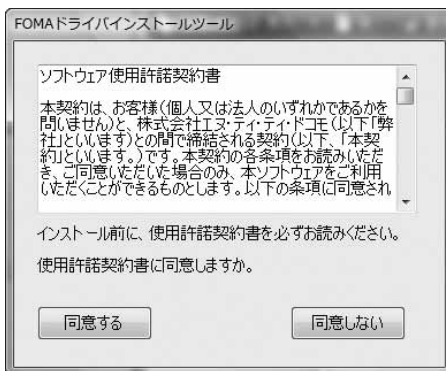 FOMAドライバインストールツール
ソフトウェア使用許諾契約書
本契約は、お客様(個人又は法人のいずれかであるかを
問いません)と、株式会社エヌ・ティ・ティ・ドコモ(以下「弊
社」といいます)との間で締結される契約(以下、「本契
約」といいます。)です。本契約の各条項をお読みいただ
き、ご同意いただいた場合のみ、本ソフトウェアをご利用
いただくことができるものとします。以下の条項に同意され
インストール前に、使用許諾契約書を必ずお読みください。
使用許諾契約書に同意しますか。
同意する
同意しない